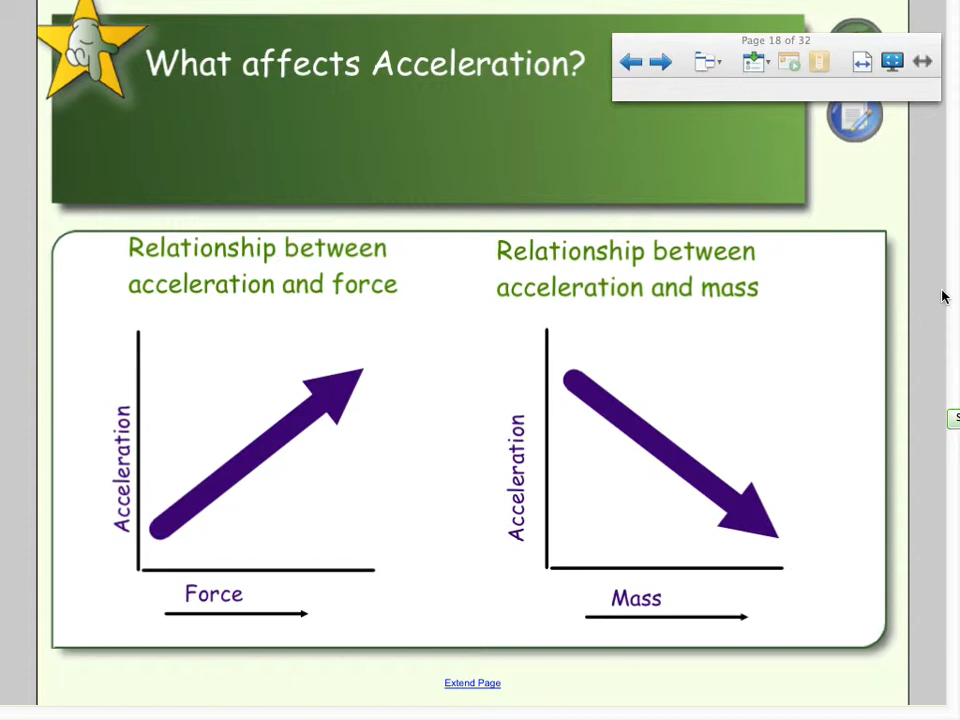 What affects Acceleration?
Page 18 of 32
Relationship between
acceleration and force
Acceleration
Force
Relationship between
acceleration and mass
Acceleration
Mass
Extend Page